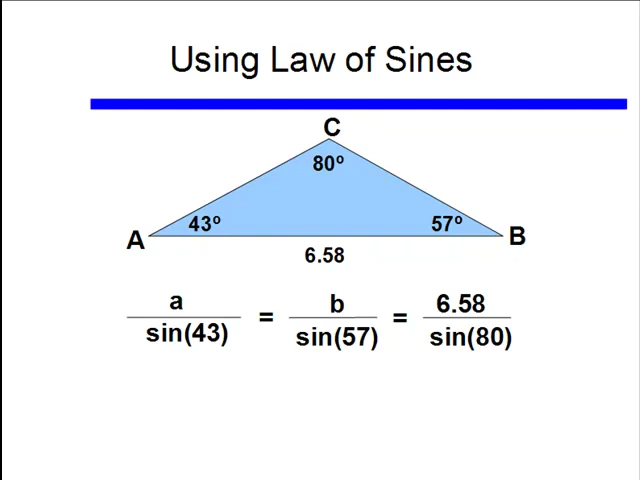 Using Law of Sines
C
80º
43º
57º
A
B
6.58
a = b = 6.58
sin(43) sin(57) sin(80)